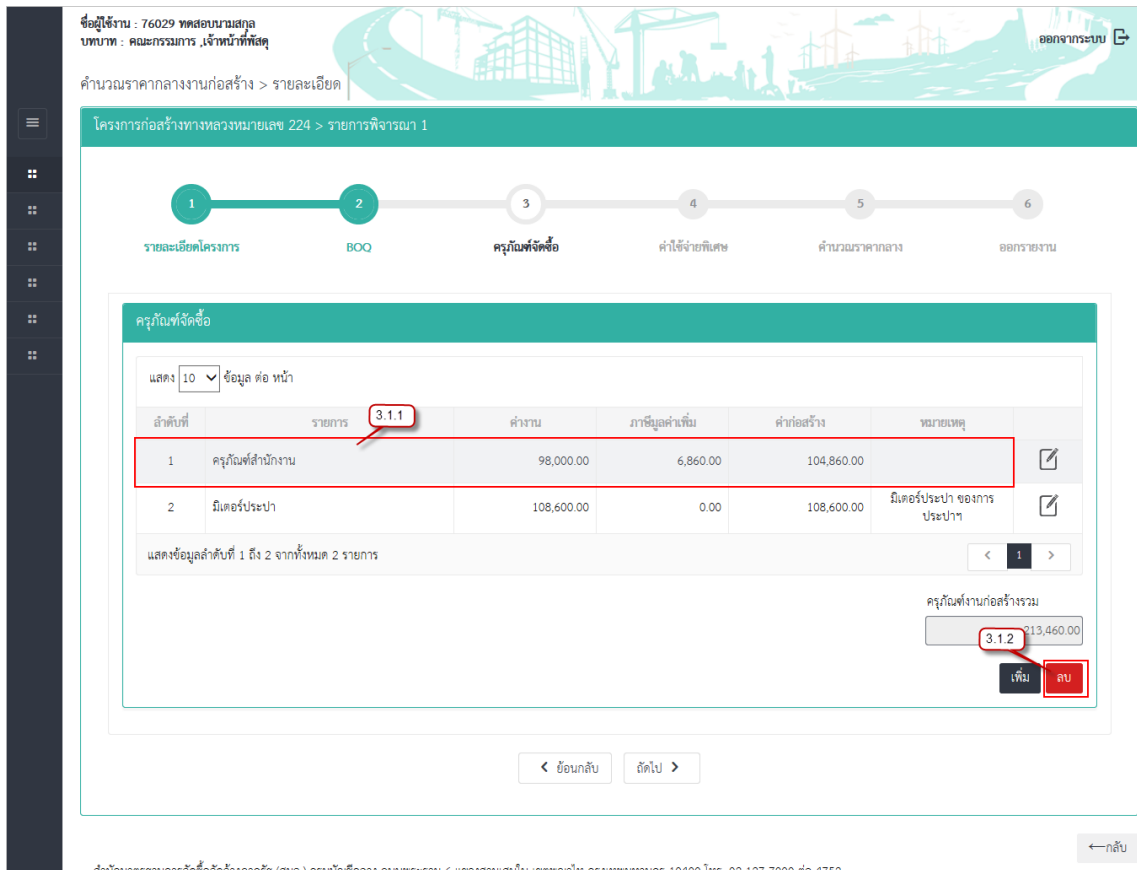 ชื่อผู้ใช้งาน : 76029 ทดสอบนามสกุล
บทบาท : คณะกรรมการ ,เจ้าหน้าที่พัสดุ
ออกจากระบบ
คำนวณราคากลางงานก่อสร้าง > รายละเอียด
โครงการก่อสร้างทางหลวงหมายเลข 224 > รายการพิจารณา 1
1 2 3 4 5 6
รายละเอียดโครงการ BOQ ครุภัณฑ์จัดซื้อ ค่าใช้จ่ายพิเศษ คำนวณราคากลาง ออกรายงาน
ครุภัณฑ์จัดซื้อ
แสดง 10 ข้อมูล ต่อ หน้า
3.1.1
ลำดับที่ รายการ ค่างาน ภาษีมูลค่าเพิ่ม ค่าก่อสร้าง หมายเหตุ
1 ครุภัณฑ์สำนักงาน 98,000.00 6,860.00 104,860.00
2 มิเตอร์ประปา 108,600.00 0.00 108,600.00 มิเตอร์ประปา ของการ
ประปาฯ
แสดงข้อมูลลำดับที่ 1 ถึง 2 จากทั้งหมด 2 รายการ < 1 >
ครุภัณฑ์งานก่อสร้างรวม
213,460.00
3.1.2
เพิ่ม ลบ
ย้อนกลับ ถัดไป
←กลับ